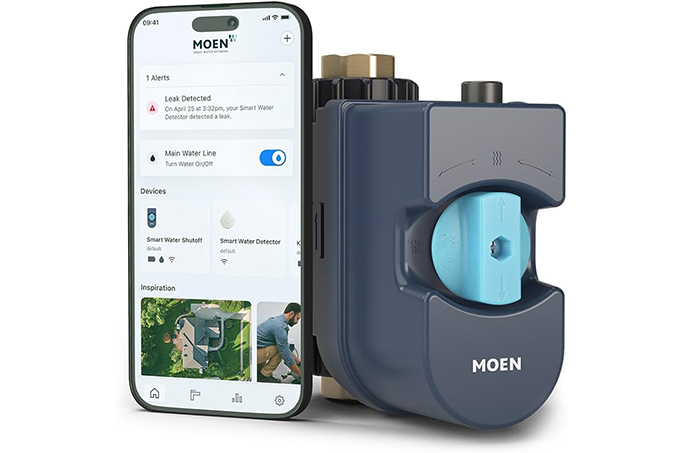 09:41
MOEN
SMART WATER NETWORK
1 Alerts
Leak Detected
On April 25 at 3:32pm, your Smart Water
Detector detected a leak.
Main Water Line
Turn Water On/Off
Devices
Smart Water Shutoff
default
Smart Water Detector
default
Inspiration
MOEN